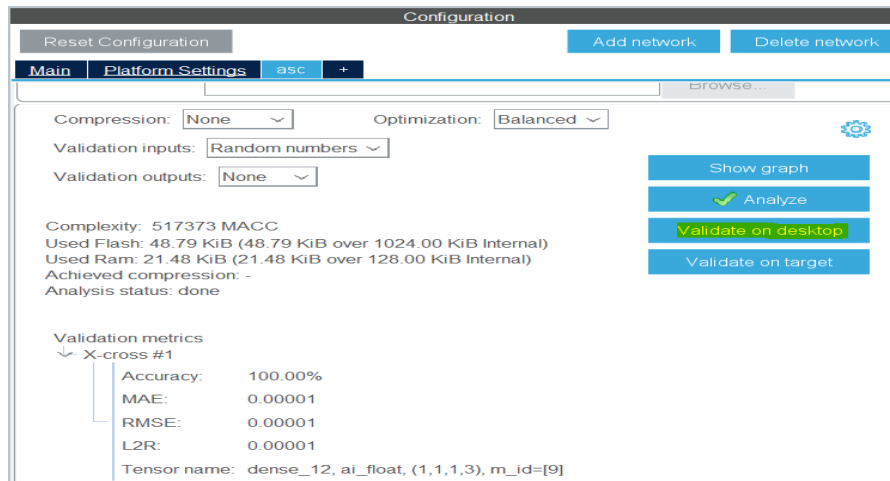 Configuration
Reset Configuration Add network Delete network
Main Platform Settings asc +
Browse...
Compression: None Optimization: Balanced
Validation inputs: Random numbers
Validation outputs: None
Show graph
Analyze
Validate on desktop
Validate on target
Complexity: 517373 MACC
Used Flash: 48.79 KiB (48.79 KiB over 1024.00 KiB Internal)
Used Ram: 21.48 KiB (21.48 KiB over 128.00 KiB Internal)
Achieved compression: -
Analysis status: done
Validation metrics
X-cross #1
Accuracy: 100.00%
MAE: 0.00001
RMSE: 0.00001
L2R: 0.00001
Tensor name: dense_12, ai_float, (1,1,1,3), m_id=[9]